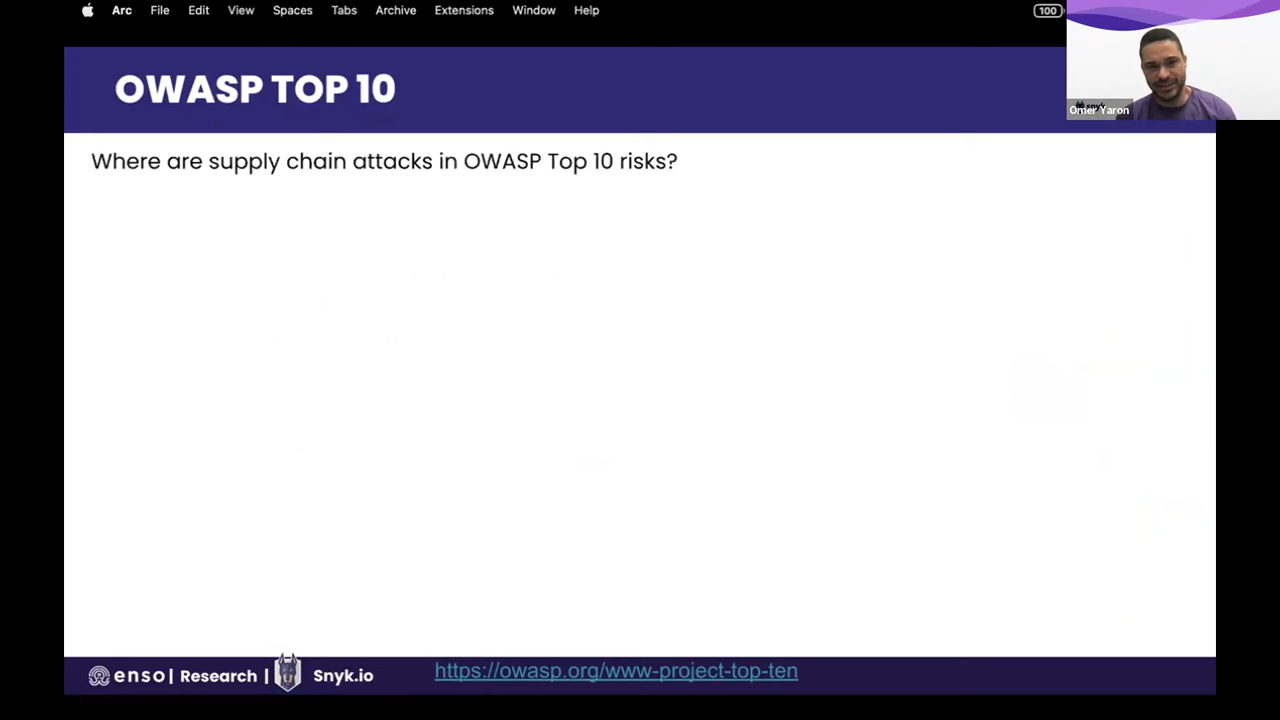 Arc File Edit View Spaces Tabs Archive Extensions Window Help 100
OWASP TOP 10
Omer Yaron
Where are supply chain attacks in OWASP Top 10 risks?
enso | Research | Snyk.io https://owasp.org/www-project-top-ten